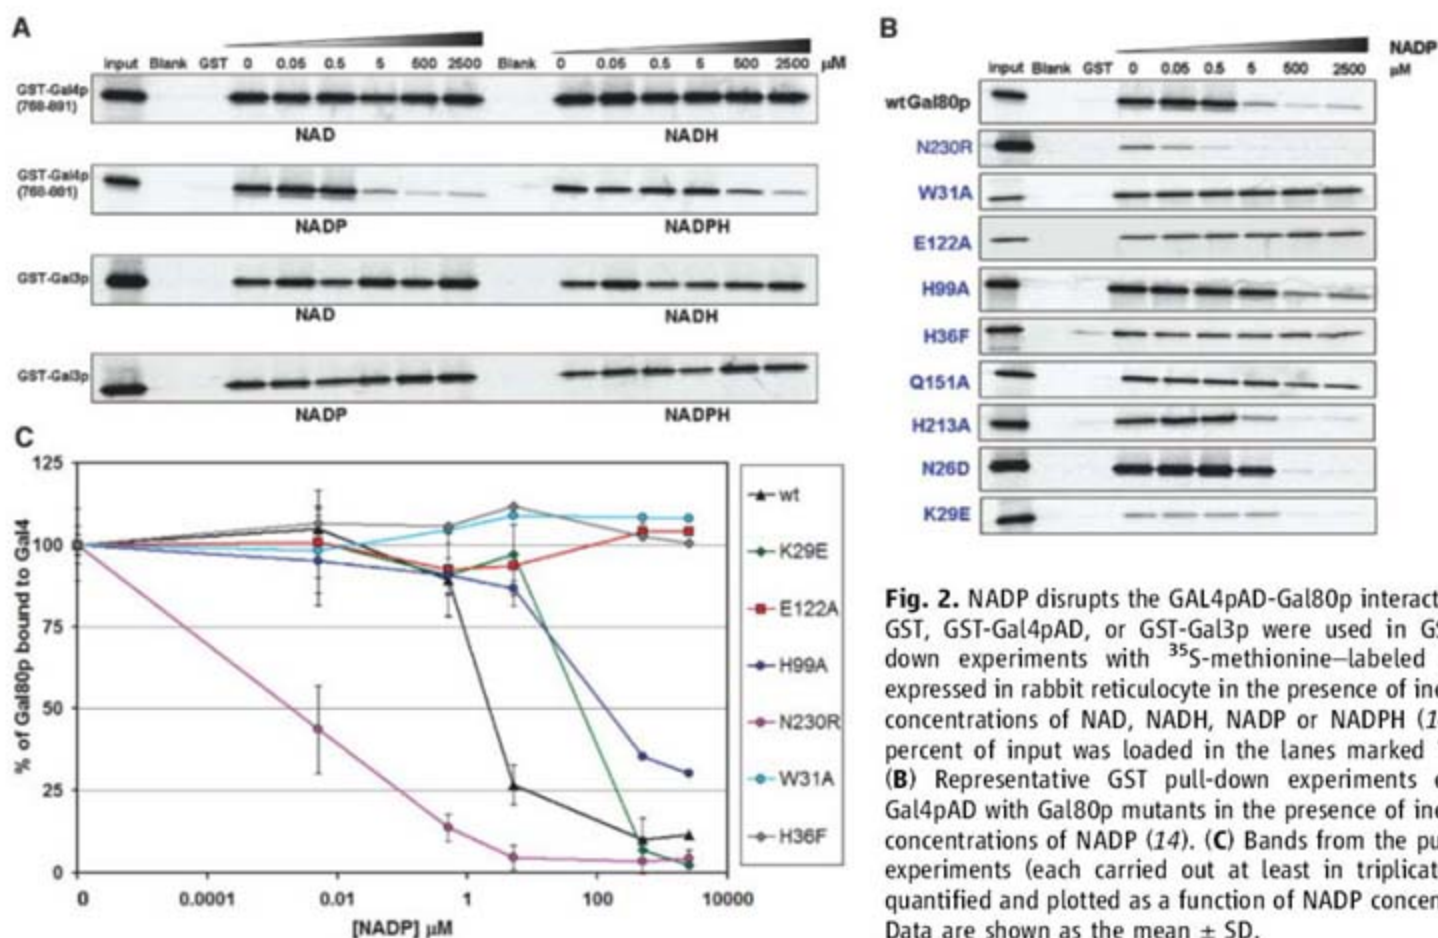 A
input Blank GST 0 0.05 0.5 5 500 2500 Blank 0 0.05 0.5 5 500 2500 µM
GST-Gal4p
(768-881)
NAD NADH
GST-Gal4p
(768-881)
NADP NADPH
GST-Gal3p
NAD NADH
GST-Gal3p
NADP NADPH
B
NADP
input Blank GST 0 0.05 0.5 5 500 2500 µM
wtGal80p
N230R
W31A
E122A
H99A
H36F
Q151A
H213A
N26D
K29E
C
125
100
75
50
25
0
% of Gal80p bound to Gal4
0 0.0001 0.01 1 100 10000
[NADP] µM
wt
K29E
E122A
H99A
N230R
W31A
H36F
Fig. 2. NADP disrupts the GAL4pAD-Gal80p interact
GST, GST-Gal4pAD, or GST-Gal3p were used in GS
down experiments with 35S-methionine–labeled
expressed in rabbit reticulocyte in the presence of ine
concentrations of NAD, NADH, NADP or NADPH (1
percent of input was loaded in the lanes marked
(B) Representative GST pull-down experiments
Gal4pAD with Gal80p mutants in the presence of ine
concentrations of NADP (14). (C) Bands from the pu
experiments (each carried out at least in triplicat
quantified and plotted as a function of NADP concen
Data are shown as the mean ± SD.